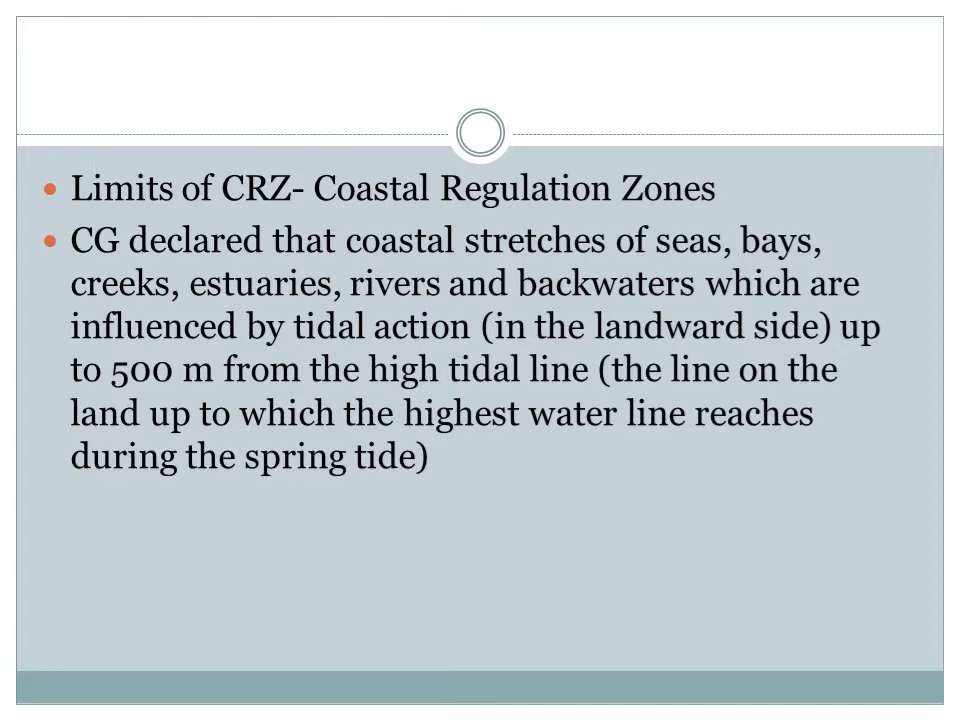 Limits of CRZ- Coastal Regulation Zones
CG declared that coastal stretches of seas, bays,
creeks, estuaries, rivers and backwaters which are
influenced by tidal action (in the landward side) up
to 500 m from the high tidal line (the line on the
land up to which the highest water line reaches
during the spring tide)